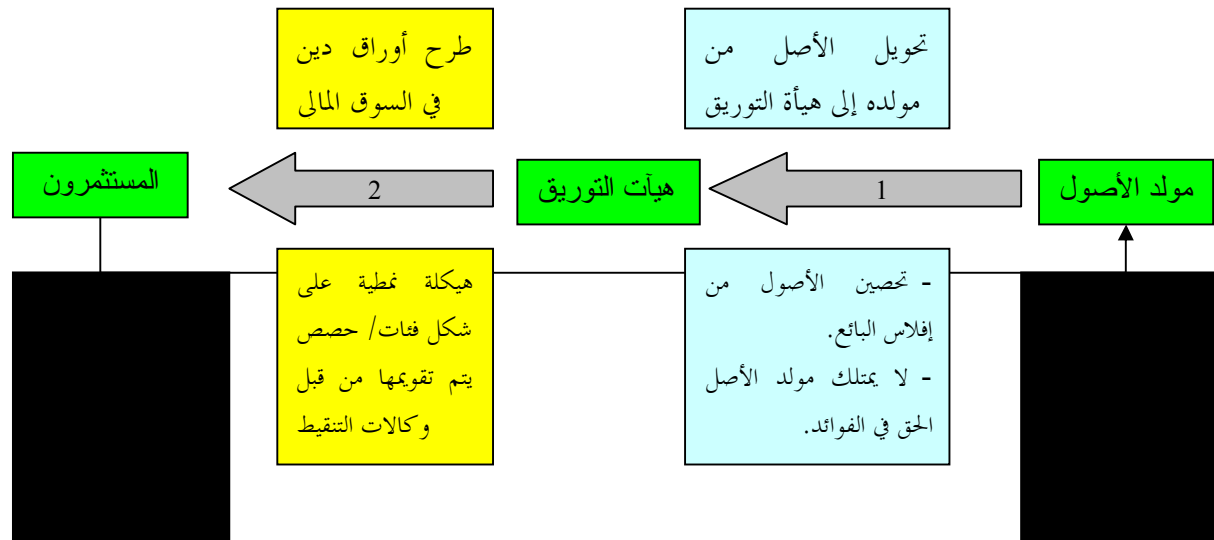 تحويل الأصل من
مولده إلى هيأة التوريق
طرح أوراق دين
في السوق المالى
مولد الأصول
1
هيآت التوريق
2
المستثمرون
- تحصين الأصول من
إفلاس البائع.
- لا يمتلك مولد الأصل
الحق في الفوائد.
هيكلة نمطية على
شكل فئات/ حصص
يتم تقويمها من قبل
وكالات التنقيط